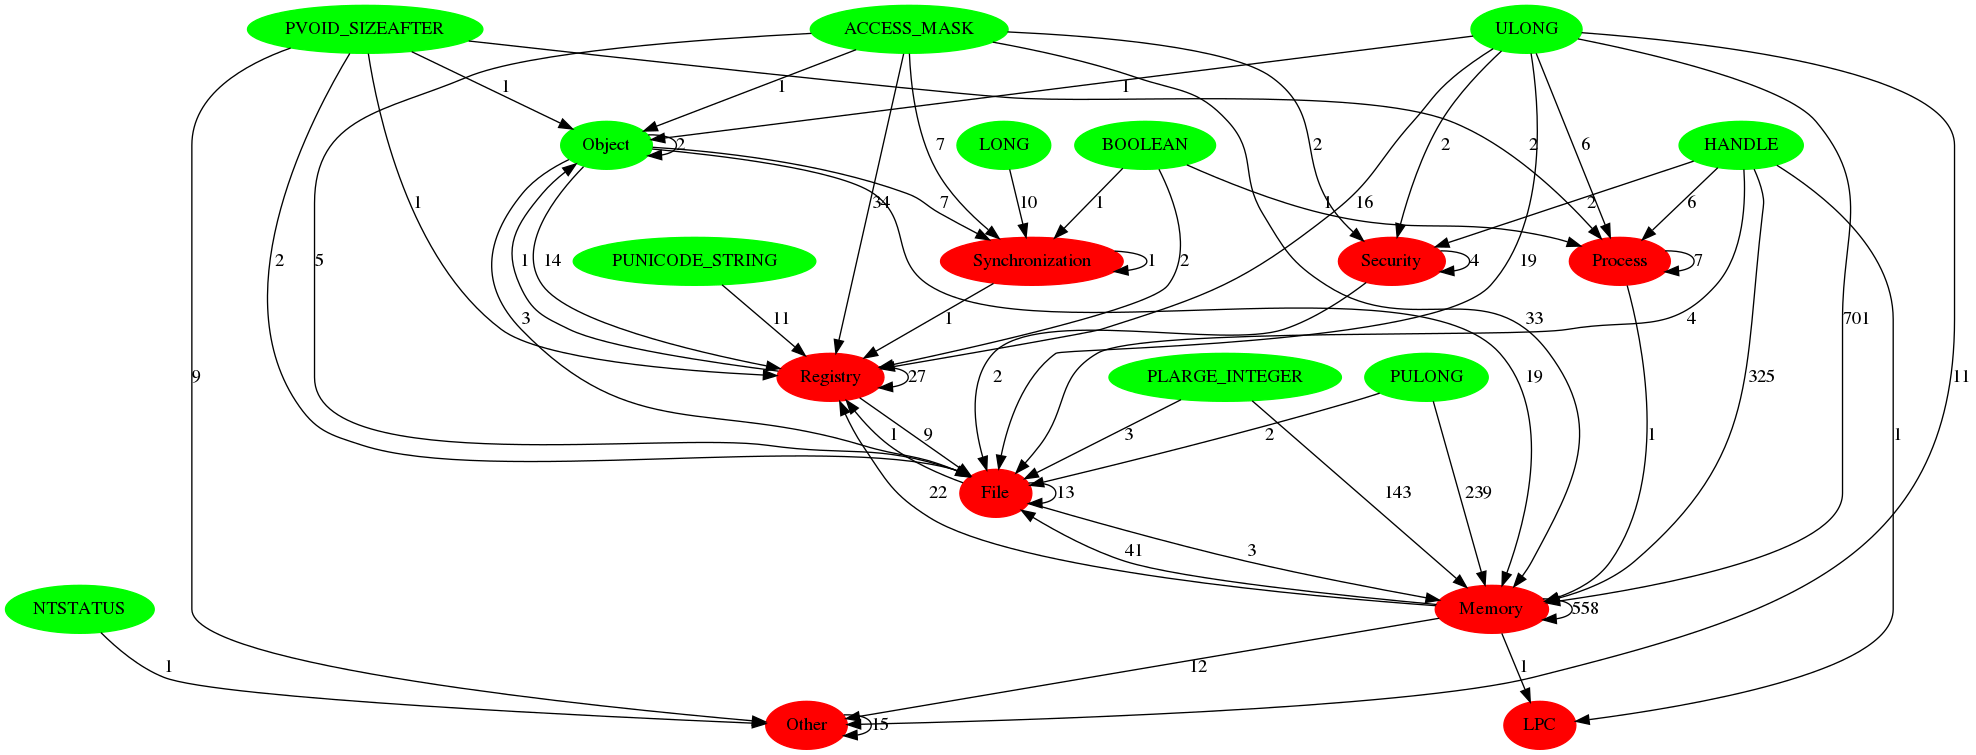 PVOID_SIZEAFTER ACCESS_MASK ULONG
1 1 1
Object 2 LONG BOOLEAN HANDLE
7 2 2 2 6
1 34 7 10 1 1 16 2 6
PUNICODE_STRING Synchronization Security Process
2 5 1 14 1 2 19 4 7
3 11 1 33 4 701
9 Registry 27 2 PLARGE_INTEGER PULONG 19 325 11
1 9 3 2 1 1
22 File 13 143 239
41 3
NTSTATUS Memory 558
1 12 1
Other 15 LPC